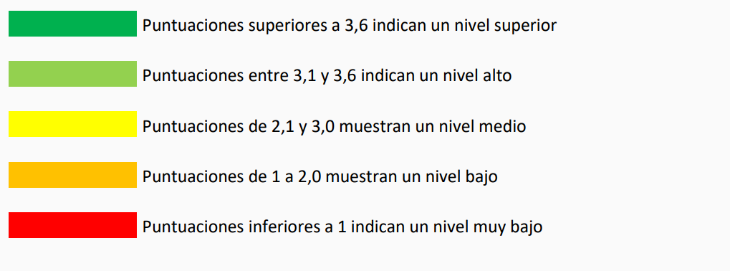 Puntuaciones superiores a 3,6 indican un nivel superior
Puntuaciones entre 3,1 y 3,6 indican un nivel alto
Puntuaciones de 2,1 y 3,0 muestran un nivel medio
Puntuaciones de 1 a 2,0 muestran un nivel bajo
Puntuaciones inferiores a 1 indican un nivel muy bajo